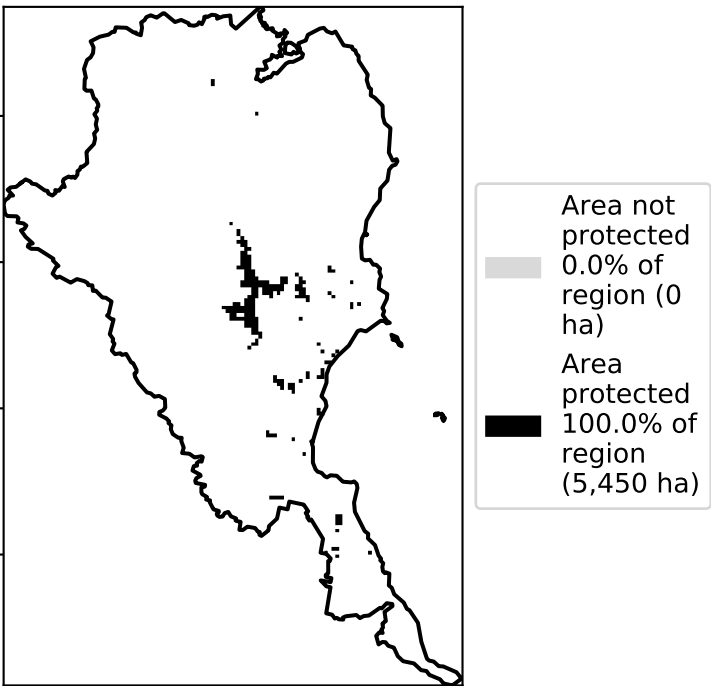 Area not
protected
0.0% of
region (0
ha)
Area
protected
100.0% of
region
(5,450 ha)